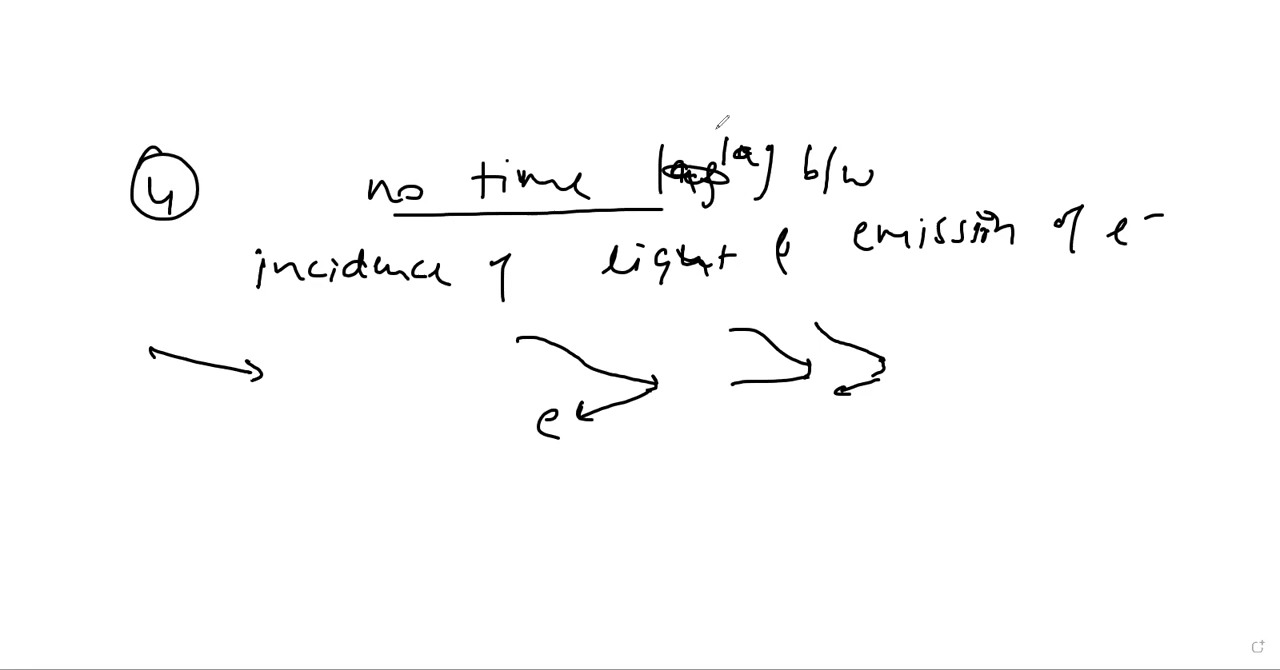 4 no time lag b/w
incidence of light & emission of e-
e